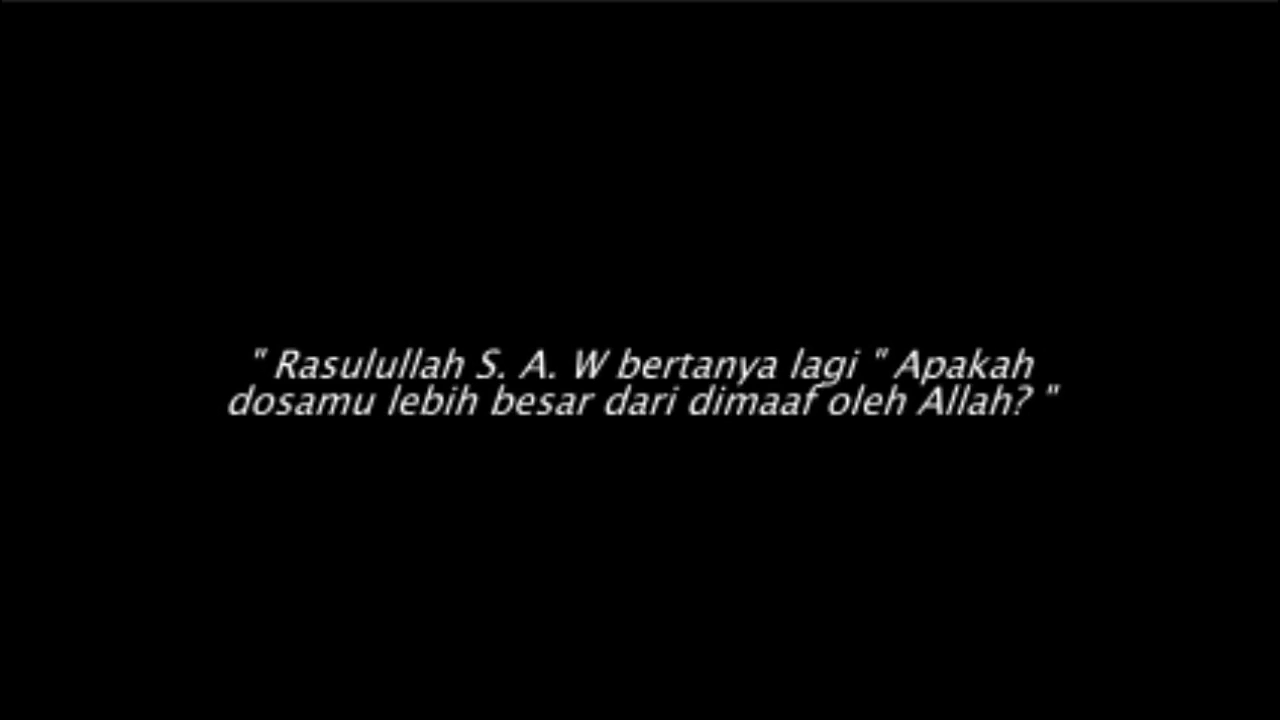 " Rasulullah S. A. W bertanya lagi " Apakah
dosamu lebih besar dari dimaaf oleh Allah? "